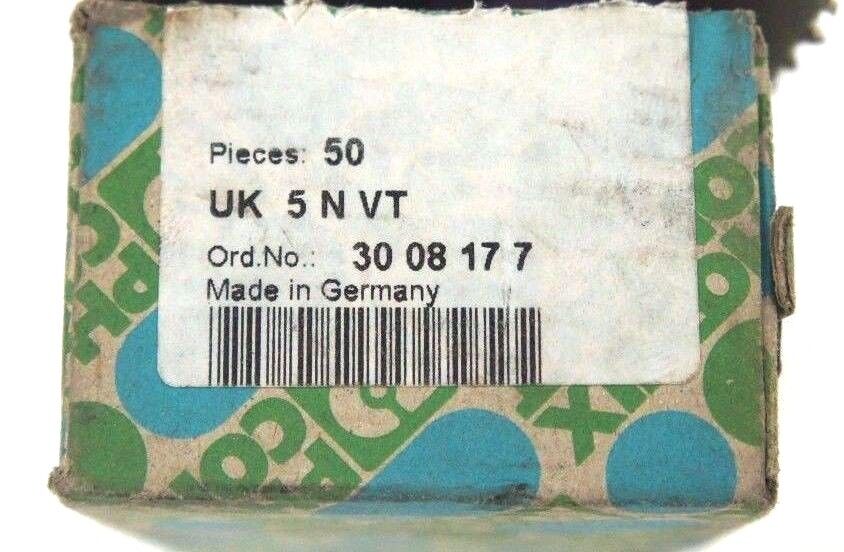 Pieces: 50
UK 5 N VT
Ord.No.: 30 08 17 7
Made in Germany